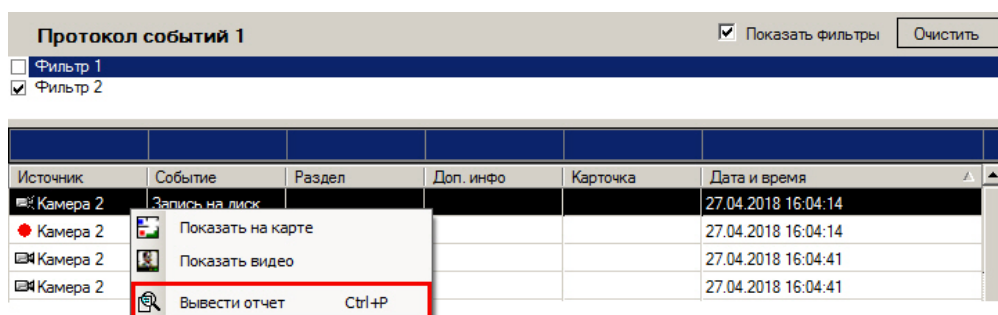 Протокол событий 1 Показать фильтры Очистить
Фильтр 1
Фильтр 2
Источник Событие Раздел Доп. инфо Карточка Дата и время
Камера 2 Запись на диск 27.04.2018 16:04:14
Камера 2 Показать на карте 27.04.2018 16:04:14
Камера 2 Показать видео 27.04.2018 16:04:41
Камера 2 27.04.2018 16:04:41
Вывести отчет Ctrl+P